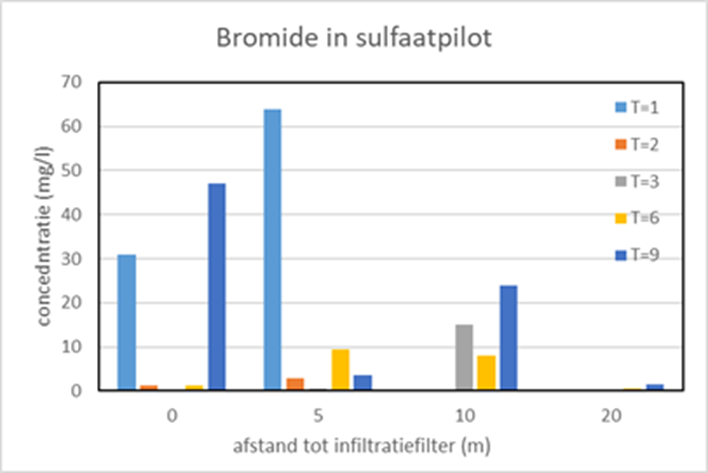 Bromide in sulfaatpilot
70
60
50
40
30
20
10
0
concedntratie (mg/l)
T=1
T=2
T=3
T=6
T=9
0 5 10 20
afstand tot infiltratiefilter (m)